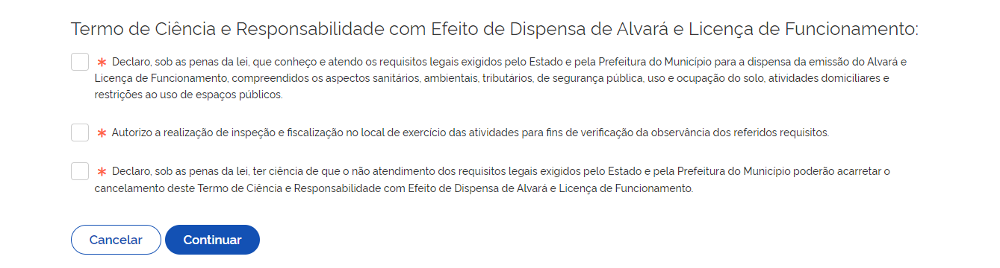 Termo de Ciência e Responsabilidade com Efeito de Dispensa de Alvará e Licença de Funcionamento:
* Declaro, sob as penas da lei, que conheço e atendo os requisitos legais exigidos pelo Estado e pela Prefeitura do Município para a dispensa da emissão do Alvará e
Licença de Funcionamento, compreendidos os aspectos sanitários, ambientais, tributários, de segurança pública, uso e ocupação do solo, atividades domiciliares e
restrições ao uso de espaços públicos.
* Autorizo a realização de inspeção e fiscalização no local de exercício das atividades para fins de verificação da observância dos referidos requisitos.
* Declaro, sob as penas da lei, ter ciência de que o não atendimento dos requisitos legais exigidos pelo Estado e pela Prefeitura do Município poderão acarretar o
cancelamento deste Termo de Ciência e Responsabilidade com Efeito de Dispensa de Alvará e Licença de Funcionamento.
Cancelar Continuar